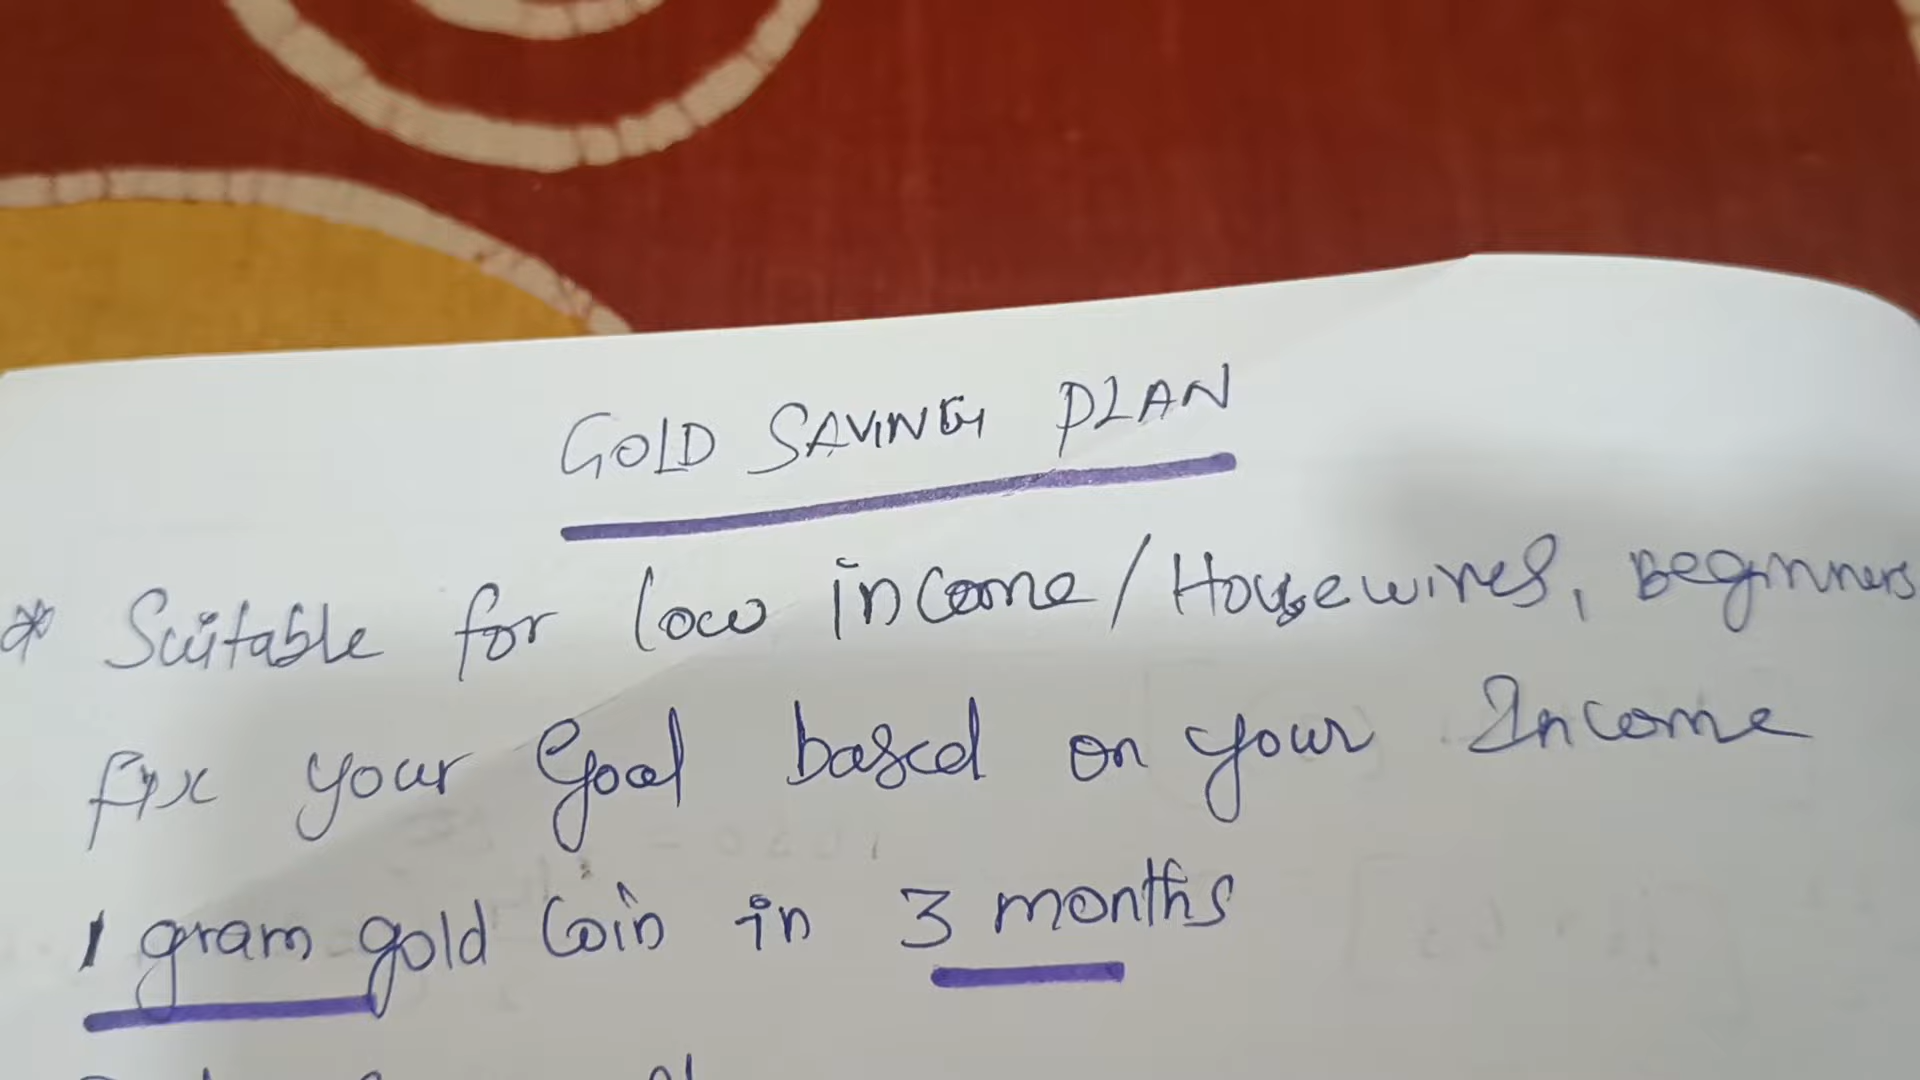 GOLD SAVING PLAN
* Suitable for low income/Housewives, Beginners
fix your Goal based on your Income
1 gram gold Coin in 3 months